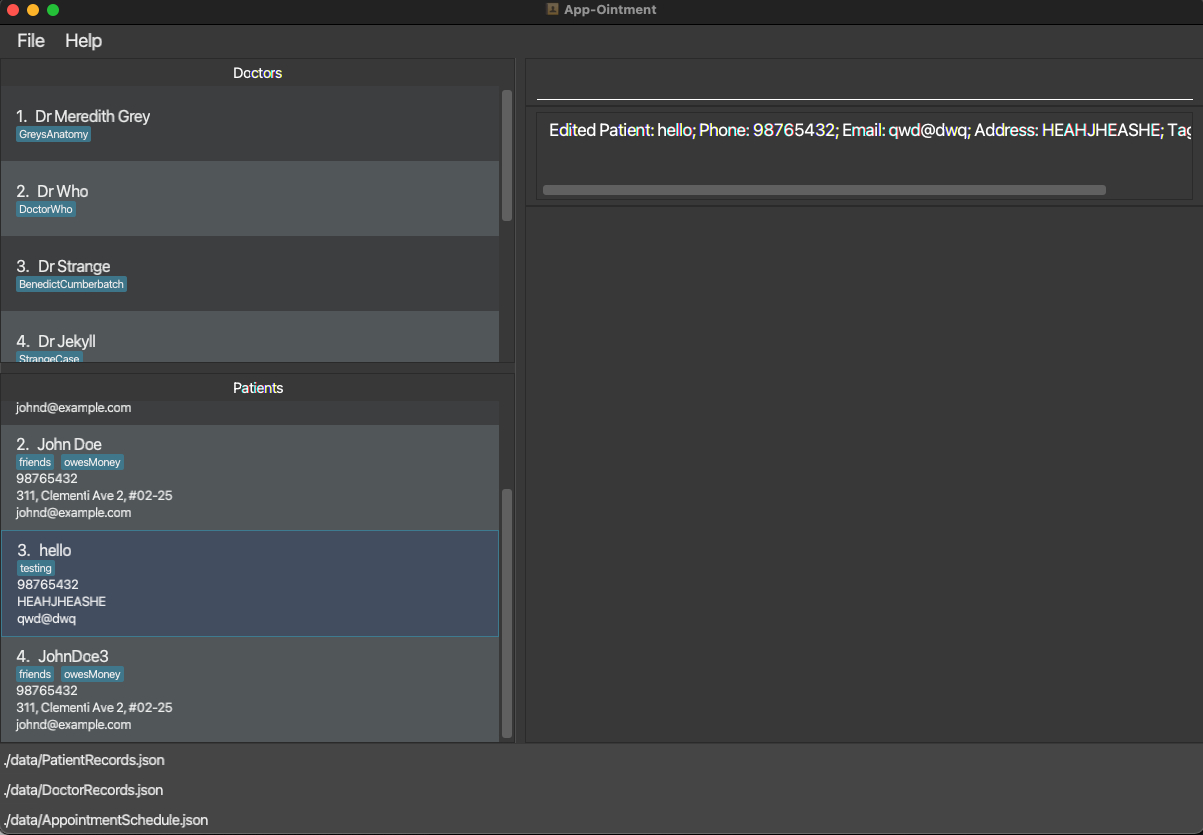 App-Ointment
File Help
Doctors
1. Dr Meredith Grey
GreysAnatomy
2. Dr Who
DoctorWho
3. Dr Strange
BenedictCumberbatch
4. Dr Jekyll
StrangeCase
Patients
johnd@example.com
2. John Doe
friends owesMoney
98765432
311, Clementi Ave 2, #02-25
johnd@example.com
3. hello
testing
98765432
HEAHJHEASHE
qwd@dwq
4. JohnDoe3
friends owesMoney
98765432
311, Clementi Ave 2, #02-25
johnd@example.com
Edited Patient: hello; Phone: 98765432; Email: qwd@dwq; Address: HEAHJHEASHE; Tag
./data/PatientRecords.json
./data/DoctorRecords.json
./data/AppointmentSchedule.json